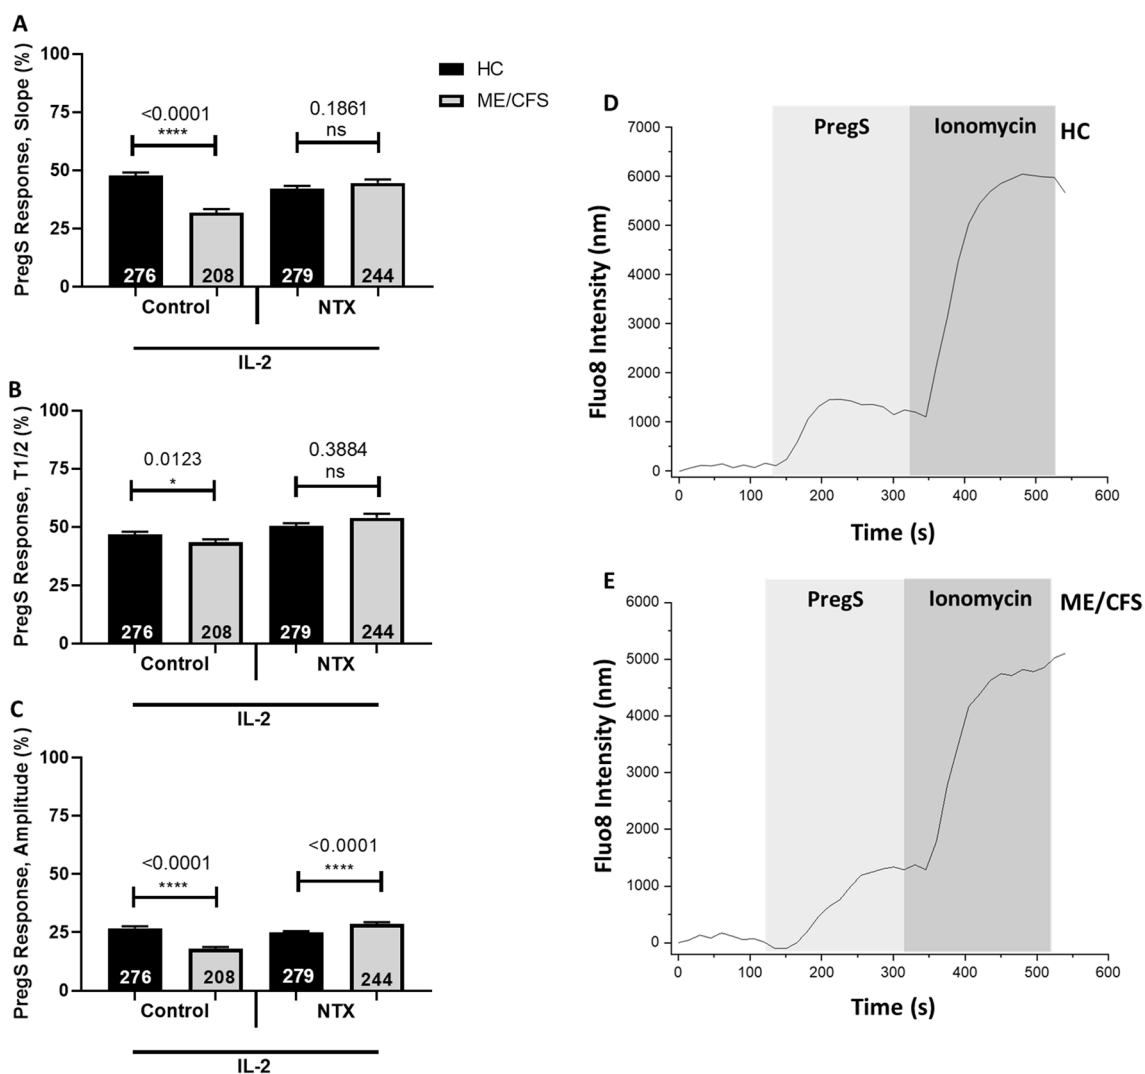 A
PregS Response, Slope (%)
100
75
50
25
0
<0.0001
****
0.1861
ns
276
208
279
244
Control
NTX
IL-2
HC
ME/CFS
B
PregS Response, T1/2 (%)
100
75
50
25
0
0.0123
*
0.3884
ns
276
208
279
244
Control
NTX
IL-2
C
PregS Response, Amplitude (%)
100
75
50
25
0
<0.0001
****
<0.0001
****
276
208
279
244
Control
NTX
IL-2
D
PregS
Ionomycin
HC
Fluo8 Intensity (nm)
7000
6000
5000
4000
3000
2000
1000
0
0
100
200
300
400
500
600
Time (s)
E
PregS
Ionomycin
ME/CFS
Fluo8 Intensity (nm)
6000
5000
4000
3000
2000
1000
0
0
100
200
300
400
500
600
Time (s)